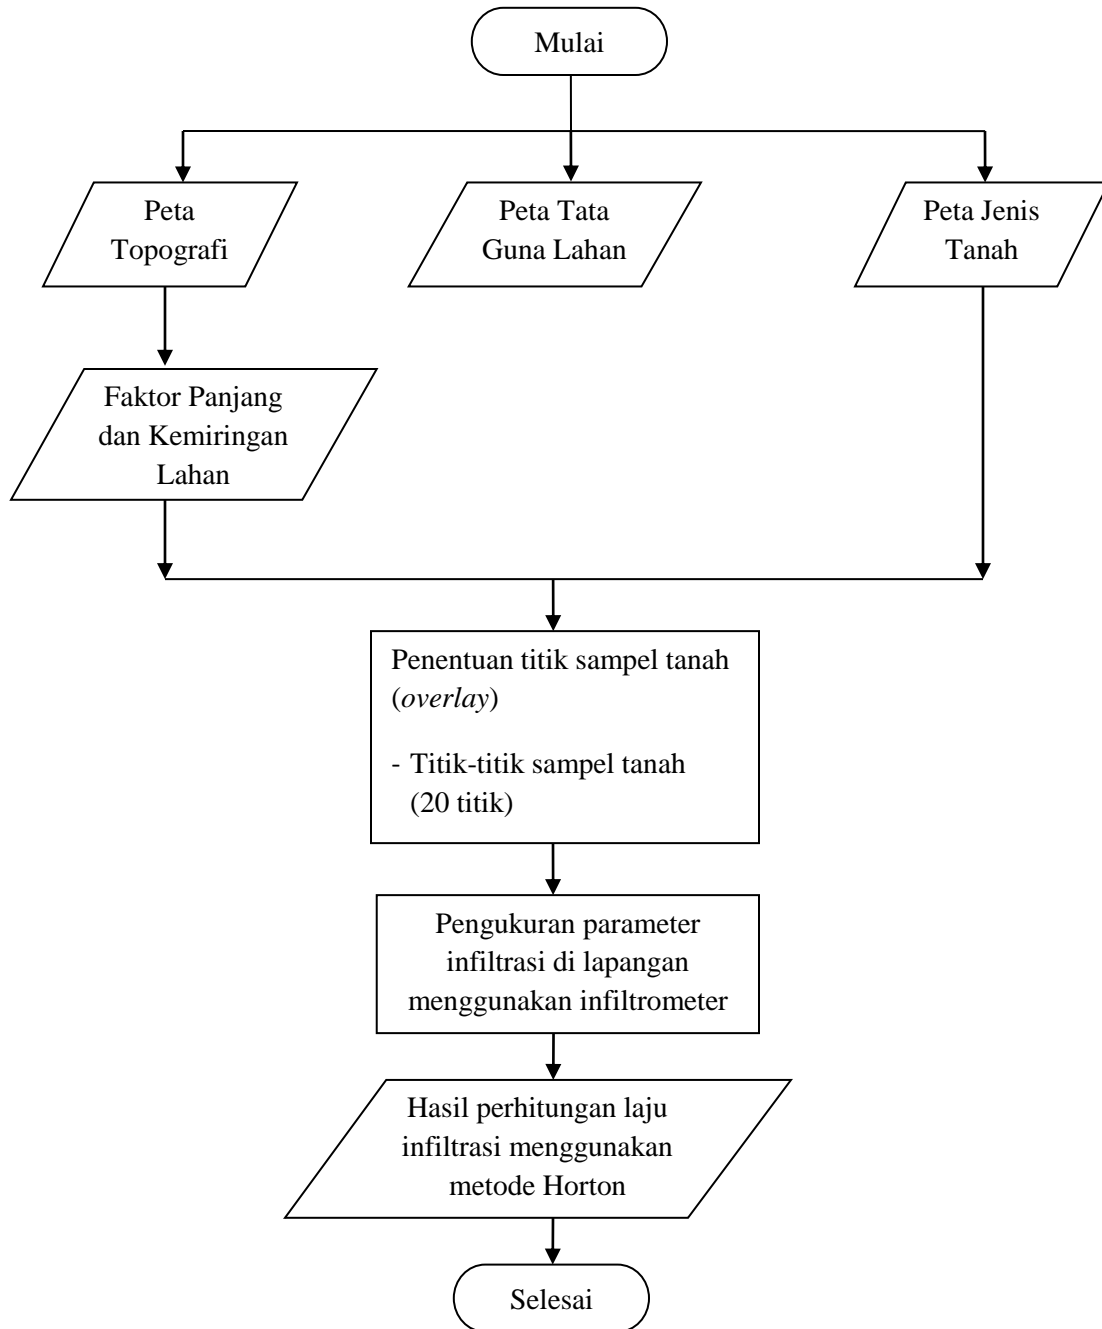 Mulai
Peta
Topografi
Peta Tata
Guna Lahan
Peta Jenis
Tanah
Faktor Panjang
dan Kemiringan
Lahan
Penentuan titik sampel tanah
(overlay)
- Titik-titik sampel tanah
(20 titik)
Pengukuran parameter
infiltrasi di lapangan
menggunakan infiltrometer
Hasil perhitungan laju
infiltrasi menggunakan
metode Horton
Selesai